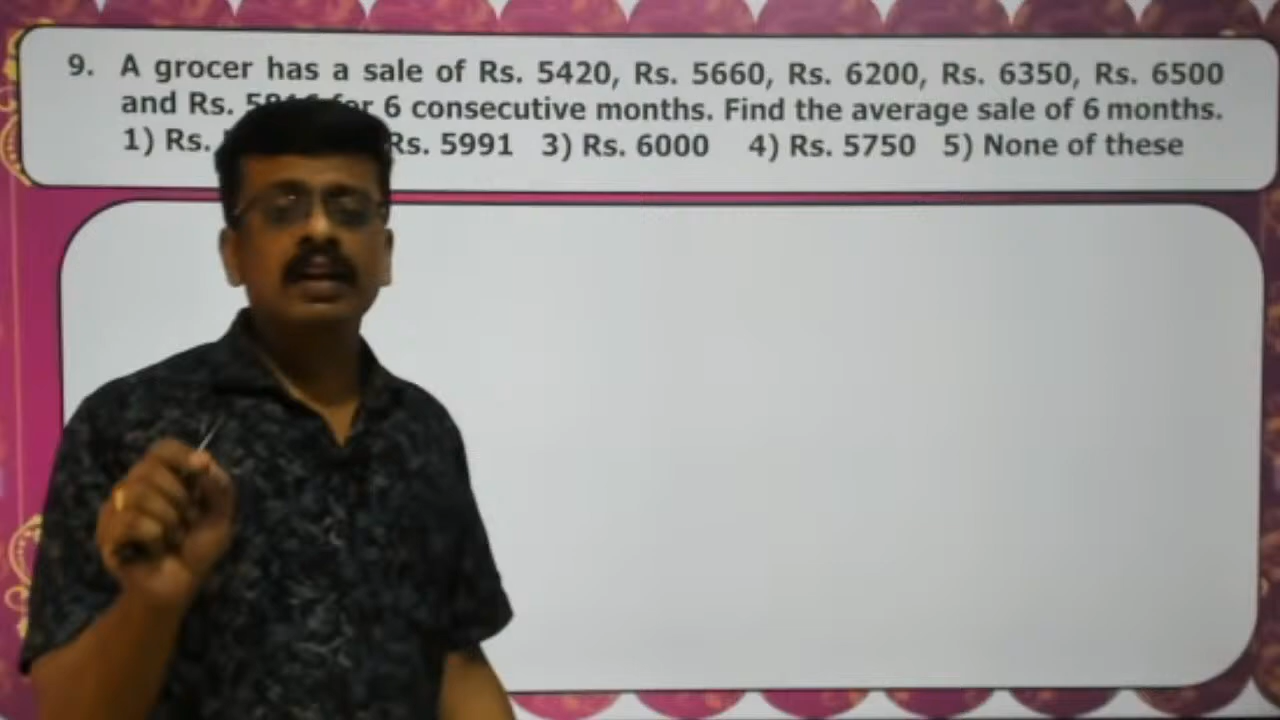 9. A grocer has a sale of Rs. 5420, Rs. 5660, Rs. 6200, Rs. 6350, Rs. 6500
and Rs. for 6 consecutive months. Find the average sale of 6 months.
1) Rs. Rs. 5991 3) Rs. 6000 4) Rs. 5750 5) None of these